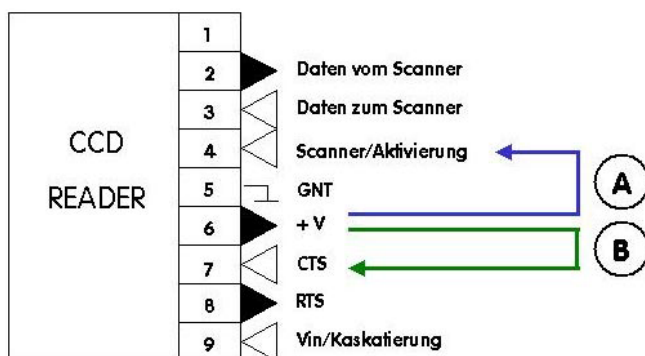 CCD
READER
1
2 Daten vom Scanner
3 Daten zum Scanner
4 Scanner/Aktivierung
5 GNT
6 + V
7 CTS
8 RTS
9 Vin/Kaskatierung
A
B